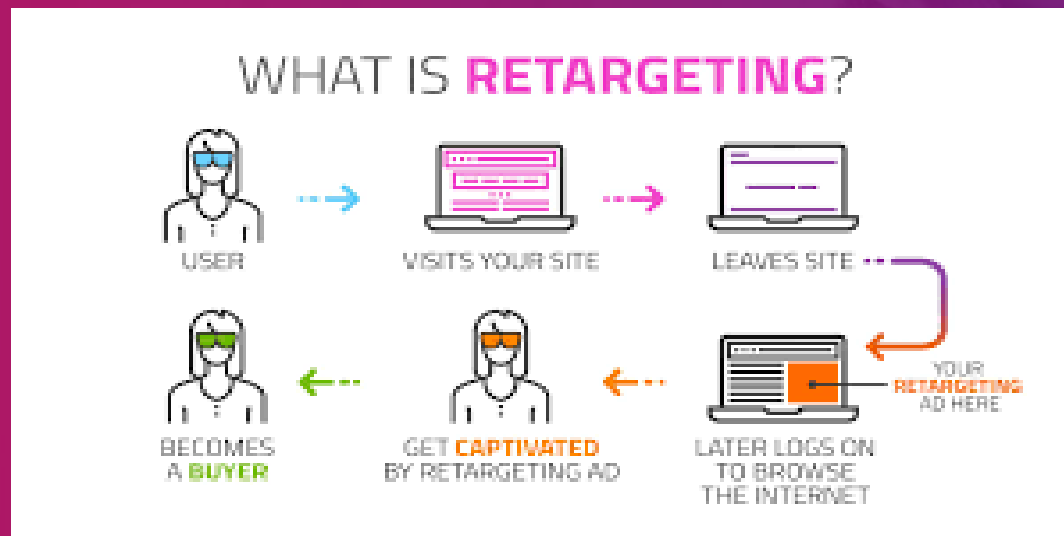 WHAT IS RETARGETING?
USER
VISITS YOUR SITE
LEAVES SITE
YOUR
RETARGETING
AD HERE
BECOMES
A BUYER
GET CAPTIVATED
BY RETARGETING AD
LATER LOGS ON
TO BROWSE
THE INTERNET